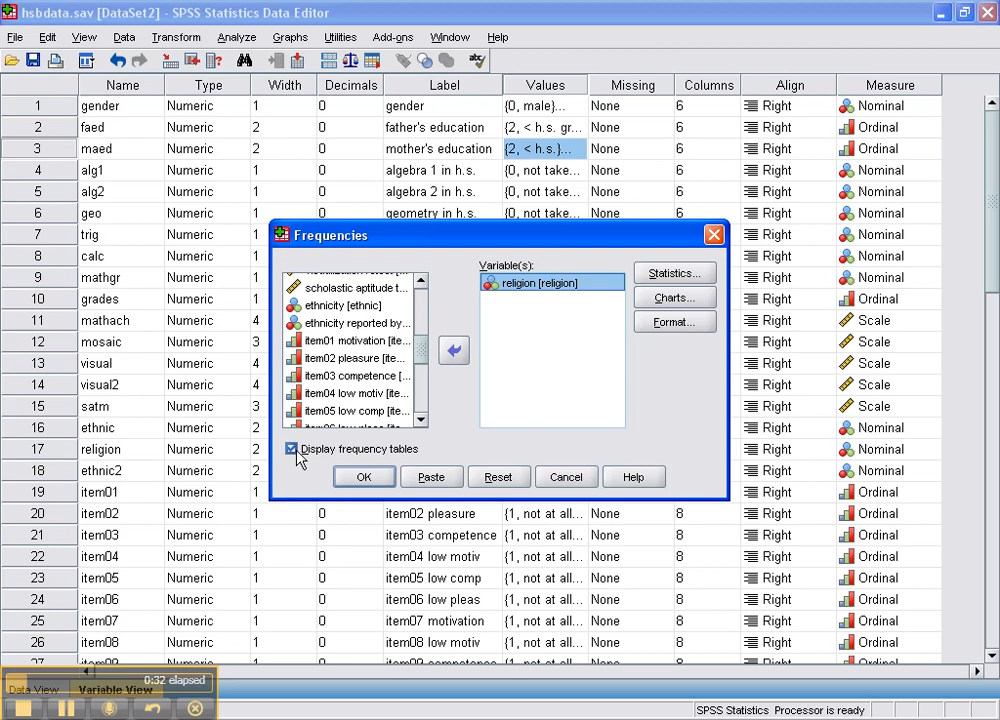 hsbdata.sav [DataSet2] - SPSS Statistics Data Editor
File Edit View Data Transform Analyze Graphs Utilities Add-ons Window Help
Name Type Width Decimals Label Values Missing Columns Align Measure
1 gender Numeric 1 0 gender {0, male}... None 6 Right Nominal
2 faed Numeric 2 0 father's education {2, < h.s. gr... None 6 Right Ordinal
3 maed Numeric 2 0 mother's education {2, < h.s.}... None 6 Right Ordinal
4 alg1 Numeric 1 0 algebra 1 in h.s. {0, not take... None 6 Right Nominal
5 alg2 Numeric 1 0 algebra 2 in h.s. {0, not take... None 6 Right Nominal
6 geo Numeric 1 0 geometry in h.s. {0, not take... None 6 Right Nominal
7 trig Numeric 1 Right Nominal
8 calc Numeric 1 Right Nominal
9 mathgr Numeric 1 Right Nominal
10 grades Numeric 1 Right Ordinal
11 mathach Numeric 4 Right Scale
12 mosaic Numeric 3 Right Scale
13 visual Numeric 4 Right Scale
14 visual2 Numeric 4 Right Scale
15 satm Numeric 3 Right Scale
16 ethnic Numeric 2 Right Nominal
17 religion Numeric 2 Right Nominal
18 ethnic2 Numeric 2 Right Nominal
19 item01 Numeric 1 Right Ordinal
20 item02 Numeric 1 0 item02 pleasure {1, not at all... None 8 Right Ordinal
21 item03 Numeric 1 0 item03 competence {1, not at all... None 8 Right Ordinal
22 item04 Numeric 1 0 item04 low motiv {1, not at all... None 8 Right Ordinal
23 item05 Numeric 1 0 item05 low comp {1, not at all... None 8 Right Ordinal
24 item06 Numeric 1 0 item06 low pleas {1, not at all... None 8 Right Ordinal
25 item07 Numeric 1 0 item07 motivation {1, not at all... None 8 Right Ordinal
26 item08 Numeric 1 0 item08 low motiv {1, not at all... None 8 Right Ordinal
Frequencies
Variable(s):
scholastic aptitude t...
ethnicity [ethnic]
ethnicity reported by...
item01 motivation [ite...
item02 pleasure [ite...
item03 competence [...
item04 low motiv [ite...
item05 low comp [ite...
religion [religion]
Statistics...
Charts...
Format...
Display frequency tables
OK Paste Reset Cancel Help
0:32 elapsed
Data View Variable View
SPSS Statistics Processor is ready